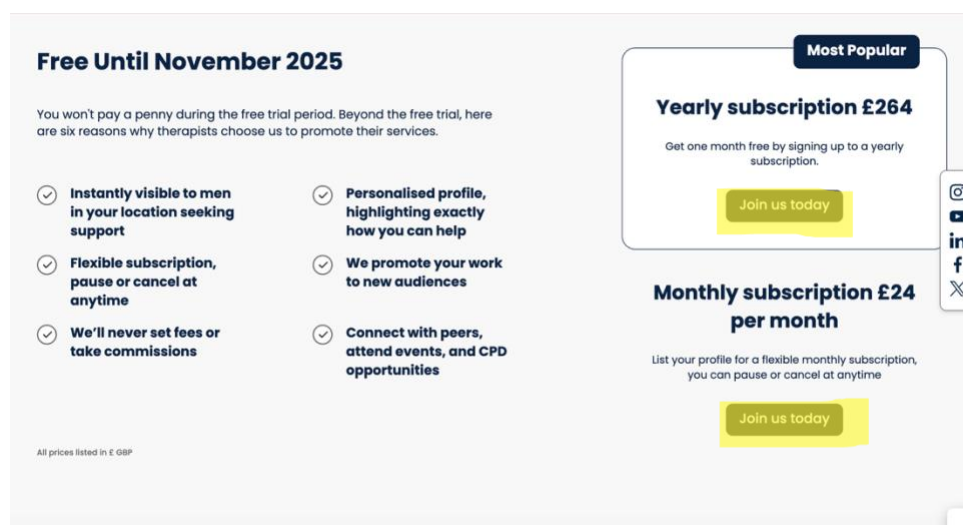 Free Until November 2025
You won't pay a penny during the free trial period. Beyond the free trial, here
are six reasons why therapists choose us to promote their services.
Instantly visible to men
in your location seeking
support
Flexible subscription,
pause or cancel at
anytime
We'll never set fees or
take commissions
Personalised profile,
highlighting exactly
how you can help
We promote your work
to new audiences
Connect with peers,
attend events, and CPD
opportunities
All prices listed in £ GBP
Most Popular
Yearly subscription £264
Get one month free by signing up to a yearly
subscription.
Join us today
Monthly subscription £24
per month
List your profile for a flexible monthly subscription,
you can pause or cancel at anytime
Join us today